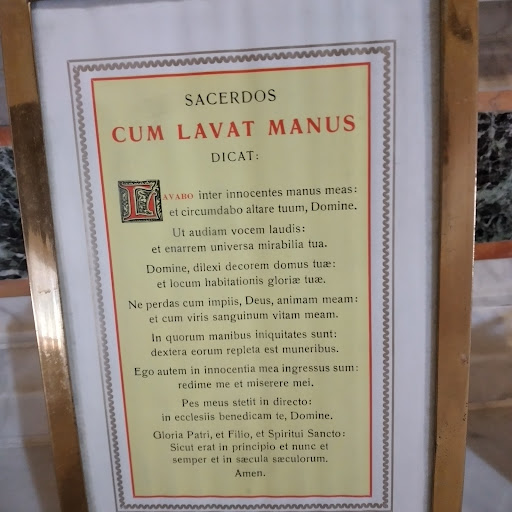 SACERDOS
CUM LAVAT MANUS
DICAT:
LAVABO inter innocentes manus meas:
et circumdabo altare tuum, Domine.
Ut audiam vocem laudis:
et enarrem universa mirabilia tua.
Domine, dilexi decorem domus tuæ:
et locum habitationis gloriæ tuæ.
Ne perdas cum impiis, Deus, animam meam:
et cum viris sanguinum vitam meam.
In quorum manibus iniquitates sunt:
dextera eorum repleta est muneribus.
Ego autem in innocentia mea ingressus sum:
redime me et miserere mei.
Pes meus stetit in directo:
in ecclesiis benedicam te, Domine.
Gloria Patri, et Filio, et Spiritui Sancto:
Sicut erat in principio et nunc et
semper et in sæcula sæculorum.
Amen.